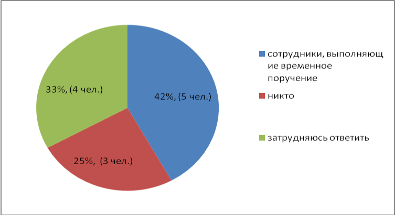 33%, (4 чел.)
42%, (5 чел.)
25%, (3 чел.)
сотрудники, выполняющ
ие временное
поручение
никто
затрудняюсь ответить